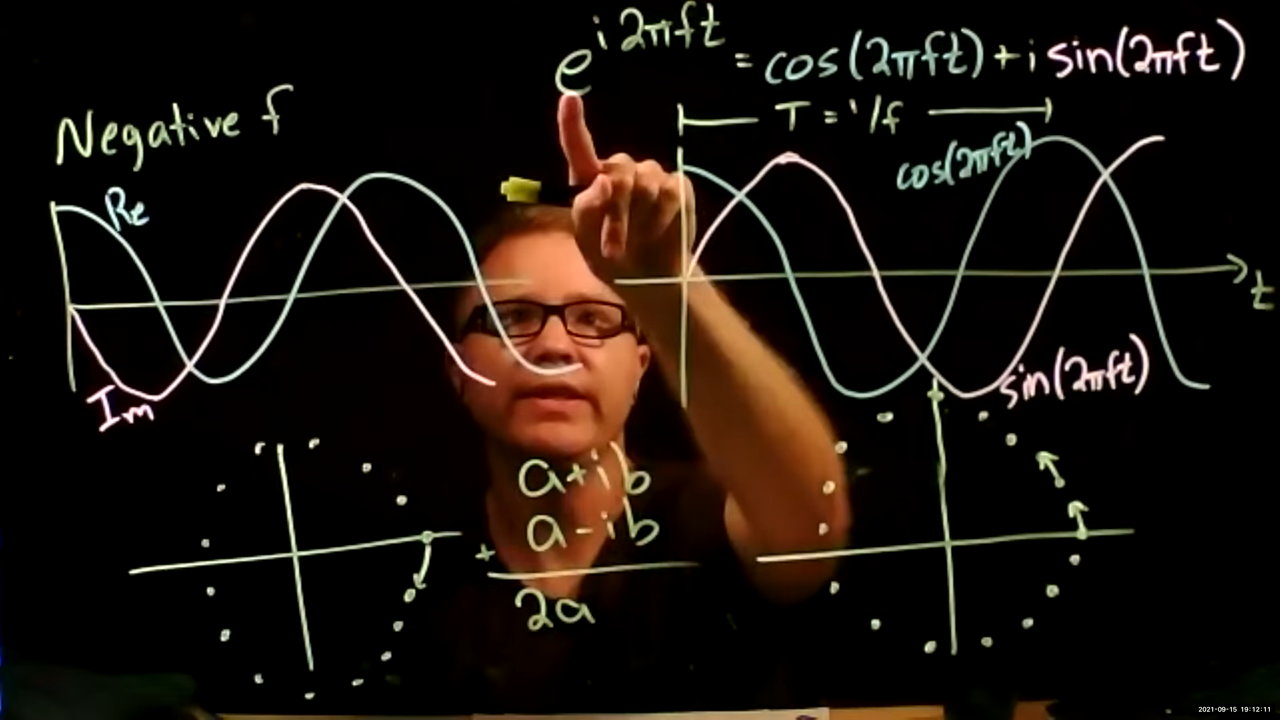 e^{i2πft} = cos(2πft) + i sin(2πft)
Negative f
T = 1/f
cos(2πft)
Re
t
Im
sin(2πft)
a+ib
+ a-ib
2a
2021-09-15 19:12:11